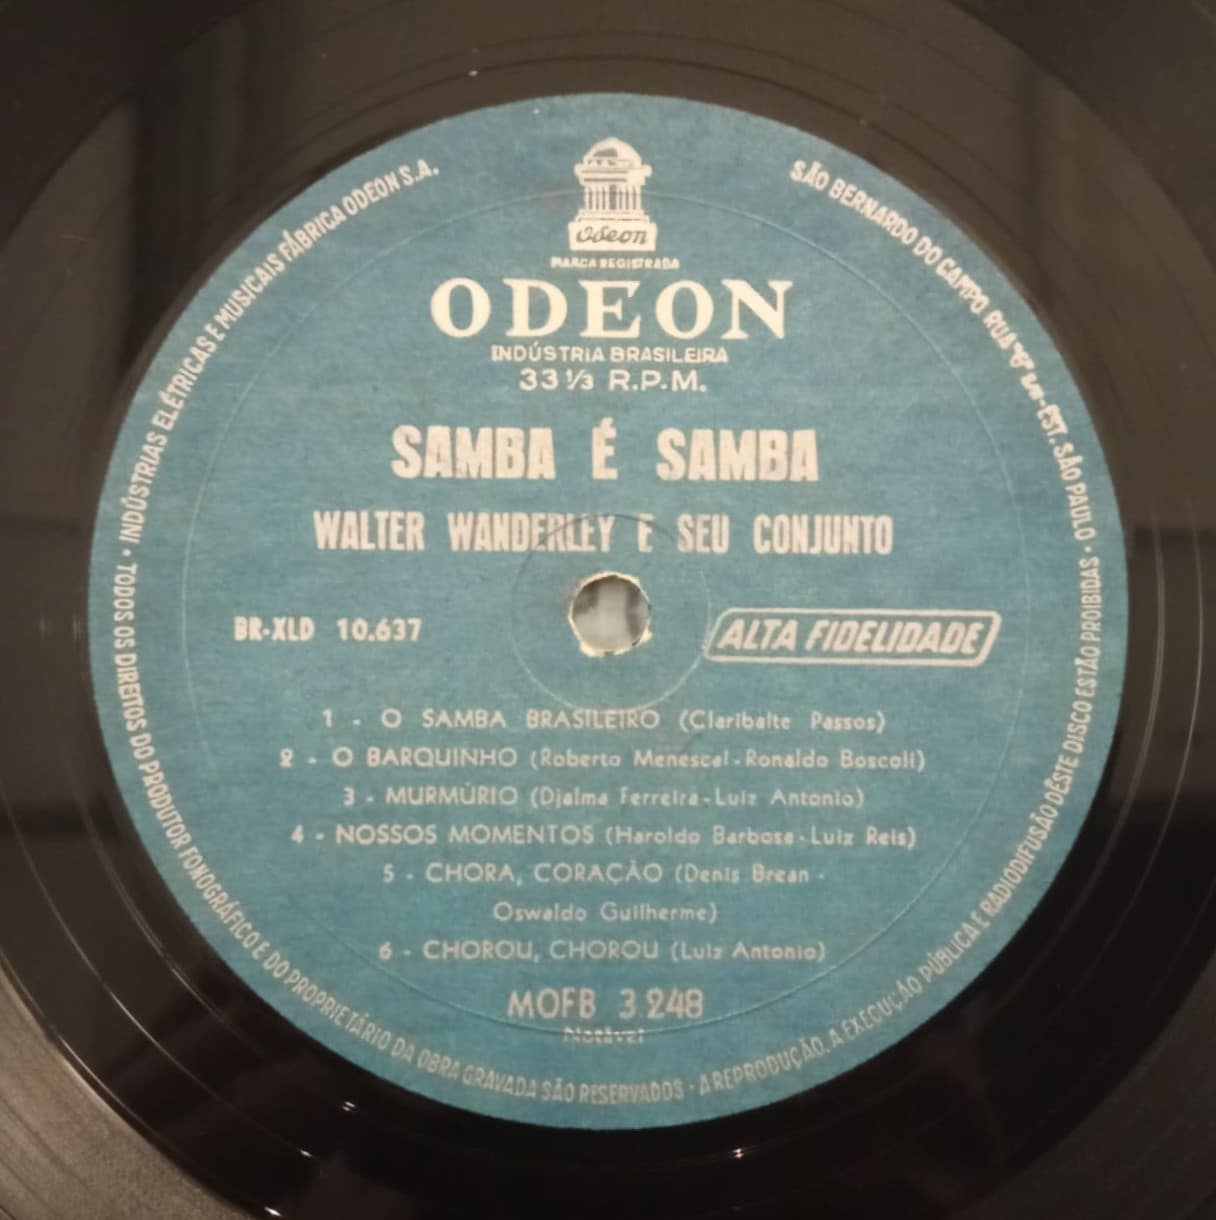 Odeon
MARCA REGISTRADA
ODEON
INDÚSTRIA BRASILEIRA
33 1/3 R.P.M.
SAMBA É SAMBA
WALTER WANDERLEY E SEU CONJUNTO
BR-XLD 10.637
ALTA FIDELIDADE
1 - O SAMBA BRASILEIRO (Claribalte Passos)
2 - O BARQUINHO (Roberto Menescal - Ronaldo Boscoli)
3 - MURMÚRIO (Djalma Ferreira - Luiz Antonio)
4 - NOSSOS MOMENTOS (Haroldo Barbosa - Luiz Reis)
5 - CHORA, CORAÇÃO (Denis Brean -
Oswaldo Guilherme)
6 - CHOROU, CHOROU (Luiz Antonio)
MOFB 3248
Notável
INDÚSTRIAS ELÉTRICAS E MUSICAIS FÁBRICA ODEON S.A.
SÃO BERNARDO DO CAMPO, RUA EST. SÃO PAULO •
TODOS OS DIREITOS DO PRODUTOR FONOGRÁFICO E DO PROPRIETÁRIO DA OBRA GRAVADA SÃO RESERVADOS - A REPRODUÇÃO, A EXECUÇÃO PÚBLICA E RADIODIFUSÃO DÊSTE DISCO ESTÃO PROIBIDAS •